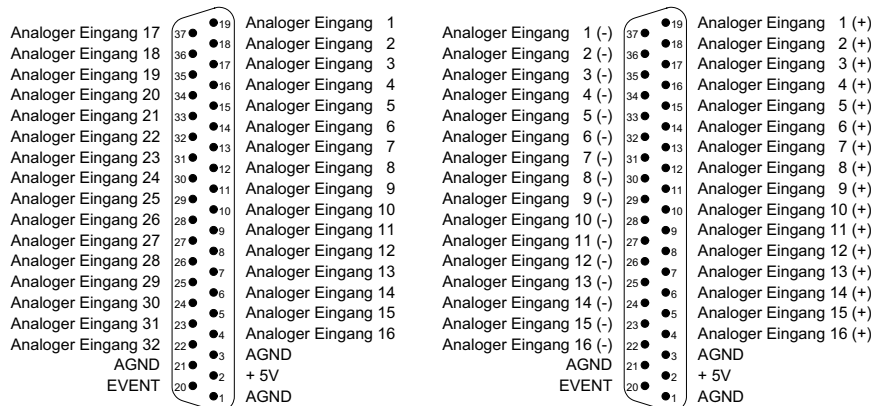 Analoger Eingang 17 37 19 Analoger Eingang 1
Analoger Eingang 18 36 18 Analoger Eingang 2
Analoger Eingang 19 35 17 Analoger Eingang 3
Analoger Eingang 20 34 16 Analoger Eingang 4
Analoger Eingang 21 33 15 Analoger Eingang 5
Analoger Eingang 22 32 14 Analoger Eingang 6
Analoger Eingang 23 31 13 Analoger Eingang 7
Analoger Eingang 24 30 12 Analoger Eingang 8
Analoger Eingang 25 29 11 Analoger Eingang 9
Analoger Eingang 26 28 10 Analoger Eingang 10
Analoger Eingang 27 27 9 Analoger Eingang 11
Analoger Eingang 28 26 8 Analoger Eingang 12
Analoger Eingang 29 25 7 Analoger Eingang 13
Analoger Eingang 30 24 6 Analoger Eingang 14
Analoger Eingang 31 23 5 Analoger Eingang 15
Analoger Eingang 32 22 4 Analoger Eingang 16
AGND 21 3 AGND
EVENT 20 2 + 5V
1 AGND
Analoger Eingang 1 (-) 37 19 Analoger Eingang 1 (+)
Analoger Eingang 2 (-) 36 18 Analoger Eingang 2 (+)
Analoger Eingang 3 (-) 35 17 Analoger Eingang 3 (+)
Analoger Eingang 4 (-) 34 16 Analoger Eingang 4 (+)
Analoger Eingang 5 (-) 33 15 Analoger Eingang 5 (+)
Analoger Eingang 6 (-) 32 14 Analoger Eingang 6 (+)
Analoger Eingang 7 (-) 31 13 Analoger Eingang 7 (+)
Analoger Eingang 8 (-) 30 12 Analoger Eingang 8 (+)
Analoger Eingang 9 (-) 29 11 Analoger Eingang 9 (+)
Analoger Eingang 10 (-) 28 10 Analoger Eingang 10 (+)
Analoger Eingang 11 (-) 27 9 Analoger Eingang 11 (+)
Analoger Eingang 12 (-) 26 8 Analoger Eingang 12 (+)
Analoger Eingang 13 (-) 25 7 Analoger Eingang 13 (+)
Analoger Eingang 14 (-) 24 6 Analoger Eingang 14 (+)
Analoger Eingang 15 (-) 23 5 Analoger Eingang 15 (+)
Analoger Eingang 16 (-) 22 4 Analoger Eingang 16 (+)
AGND 21 3 AGND
EVENT 20 2 + 5V
1 AGND